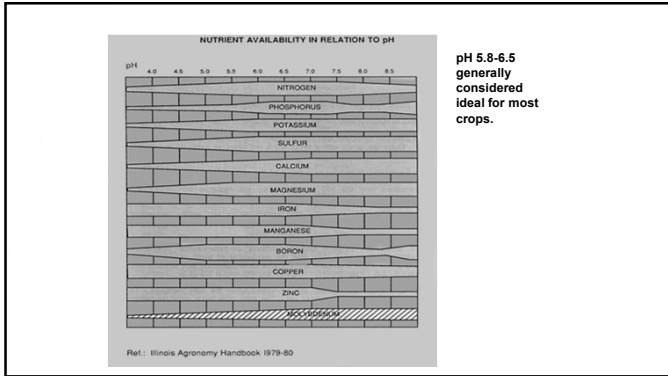 NUTRIENT AVAILABILITY IN RELATION TO pH
pH
4.0 4.5 5.0 5.5 6.0 6.5 7.0 7.5 8.0 8.5
NITROGEN
PHOSPHORUS
POTASSIUM
SULFUR
CALCIUM
MAGNESIUM
IRON
MANGANESE
BORON
COPPER
ZINC
MOLYBDENUM
Ref.: Illinois Agronomy Handbook 1979-80
pH 5.8-6.5
generally
considered
ideal for most
crops.